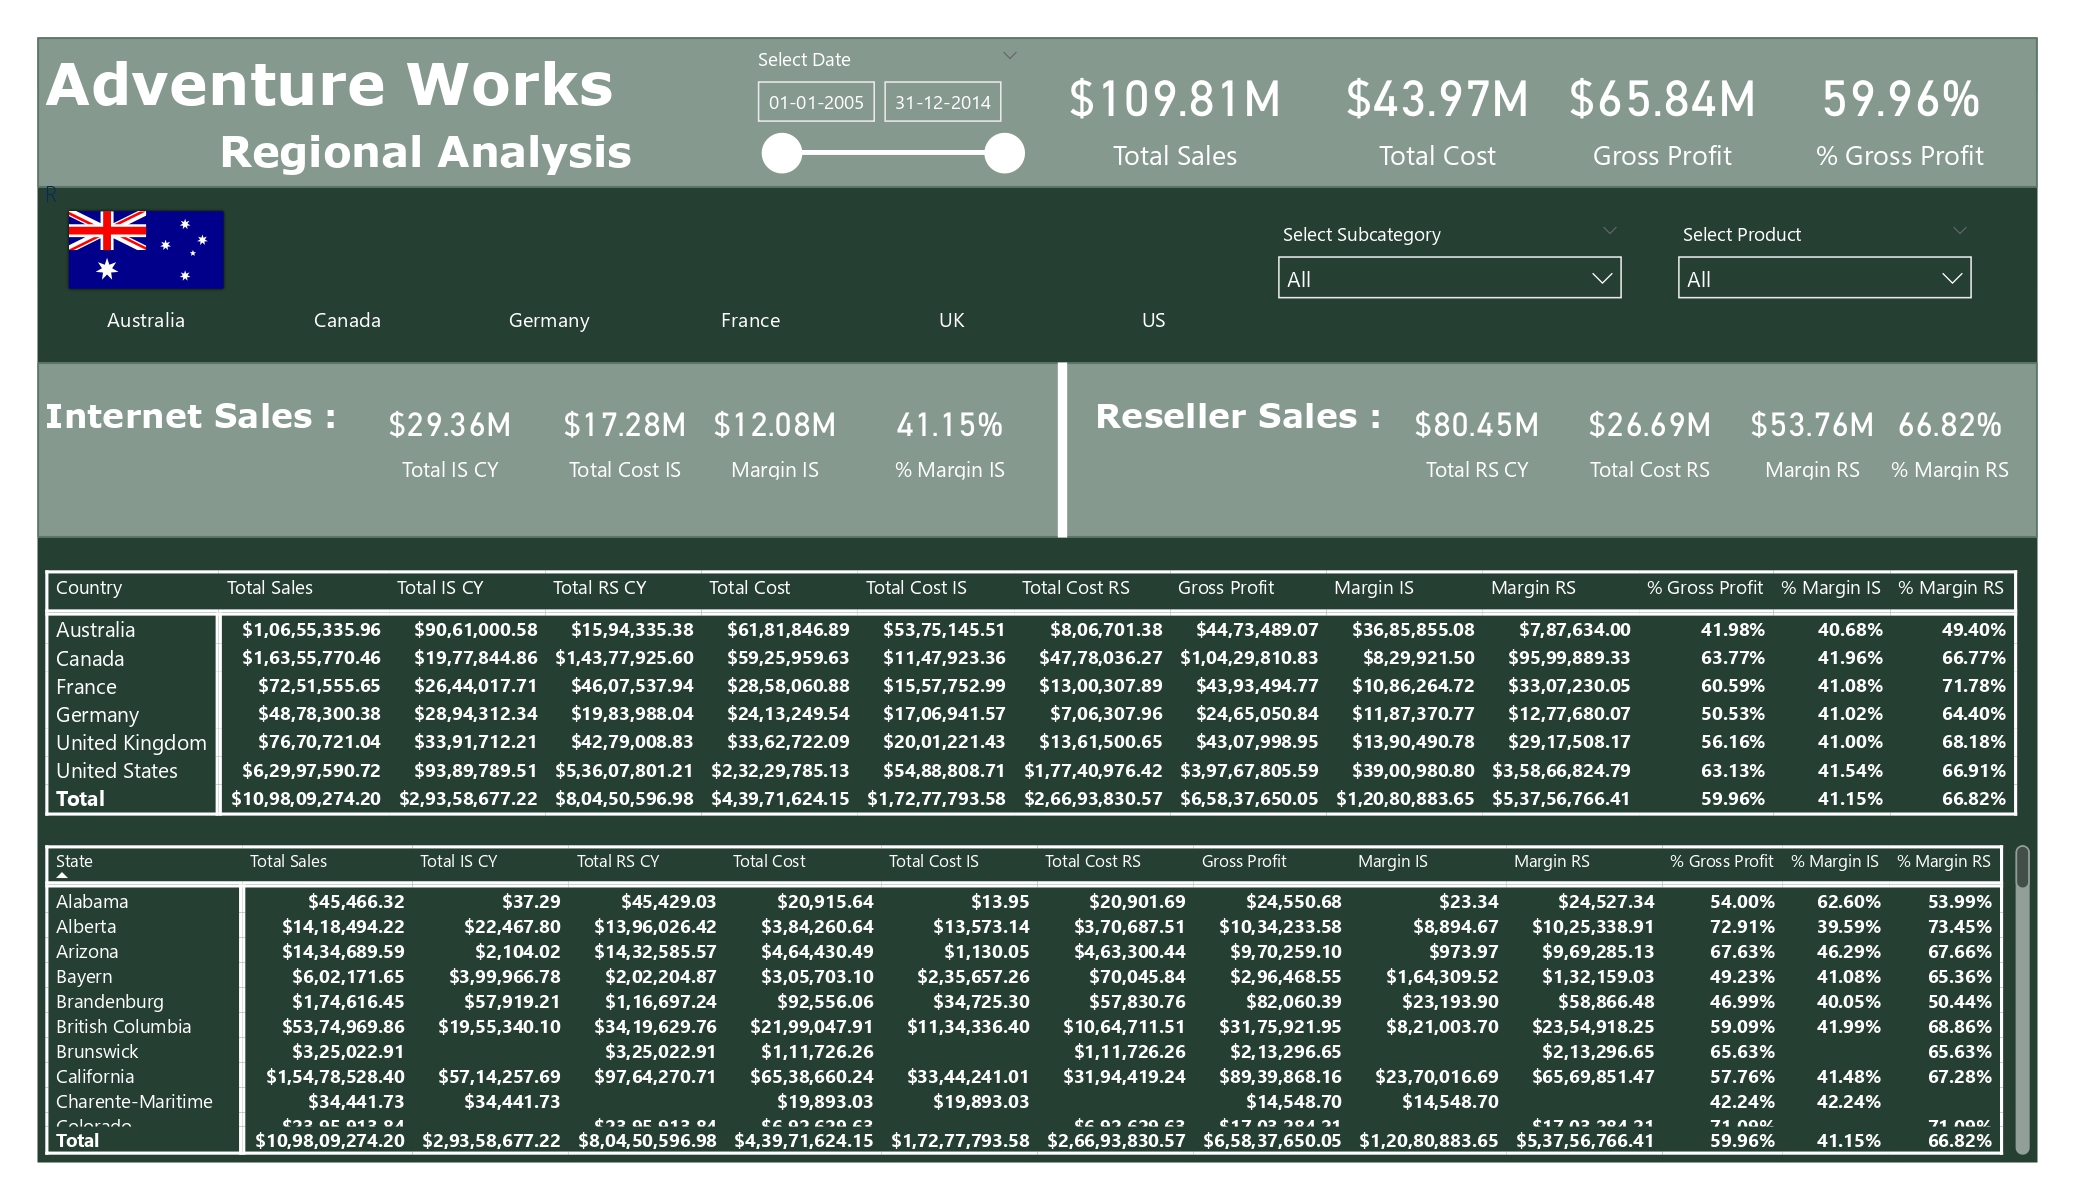 Adventure Works
Regional Analysis
Select Date
01-01-2005 31-12-2014
$109.81M $43.97M $65.84M 59.96%
Total Sales Total Cost Gross Profit % Gross Profit
R
Select Subcategory Select Product
All All
Australia Canada Germany France UK US
Internet Sales : $29.36M $17.28M $12.08M 41.15%
Total IS CY Total Cost IS Margin IS % Margin IS
Reseller Sales : $80.45M $26.69M $53.76M 66.82%
Total RS CY Total Cost RS Margin RS % Margin RS
Country Total Sales Total IS CY Total RS CY Total Cost Total Cost IS Total Cost RS Gross Profit Margin IS Margin RS % Gross Profit % Margin IS % Margin RS
Australia $1,06,55,335.96 $90,61,000.58 $15,94,335.38 $61,81,846.89 $53,75,145.51 $8,06,701.38 $44,73,489.07 $36,85,855.08 $7,87,634.00 41.98% 40.68% 49.40%
Canada $1,63,55,770.46 $19,77,844.86 $1,43,77,925.60 $59,25,959.63 $11,47,923.36 $47,78,036.27 $1,04,29,810.83 $8,29,921.50 $95,99,889.33 63.77% 41.96% 66.77%
France $72,51,555.65 $26,44,017.71 $46,07,537.94 $28,58,060.88 $15,57,752.99 $13,00,307.89 $43,93,494.77 $10,86,264.72 $33,07,230.05 60.59% 41.08% 71.78%
Germany $48,78,300.38 $28,94,312.34 $19,83,988.04 $24,13,249.54 $17,06,941.57 $7,06,307.96 $24,65,050.84 $11,87,370.77 $12,77,680.07 50.53% 41.02% 64.40%
United Kingdom $76,70,721.04 $33,91,712.21 $42,79,008.83 $33,62,722.09 $20,01,221.43 $13,61,500.65 $43,07,998.95 $13,90,490.78 $29,17,508.17 56.16% 41.00% 68.18%
United States $6,29,97,590.72 $93,89,789.51 $5,36,07,801.21 $2,32,29,785.13 $54,88,808.71 $1,77,40,976.42 $3,97,67,805.59 $39,00,980.80 $3,58,66,824.79 63.13% 41.54% 66.91%
Total $10,98,09,274.20 $2,93,58,677.22 $8,04,50,596.98 $4,39,71,624.15 $1,72,77,793.58 $2,66,93,830.57 $6,58,37,650.05 $1,20,80,883.65 $5,37,56,766.41 59.96% 41.15% 66.82%
State Total Sales Total IS CY Total RS CY Total Cost Total Cost IS Total Cost RS Gross Profit Margin IS Margin RS % Gross Profit % Margin IS % Margin RS
Alabama $45,466.32 $37.29 $45,429.03 $20,915.64 $13.95 $20,901.69 $24,550.68 $23.34 $24,527.34 54.00% 62.60% 53.99%
Alberta $14,18,494.22 $22,467.80 $13,96,026.42 $3,84,260.64 $13,573.14 $3,70,687.51 $10,34,233.58 $8,894.67 $10,25,338.91 72.91% 39.59% 73.45%
Arizona $14,34,689.59 $2,104.02 $14,32,585.57 $4,64,430.49 $1,130.05 $4,63,300.44 $9,70,259.10 $973.97 $9,69,285.13 67.63% 46.29% 67.66%
Bayern $6,02,171.65 $3,99,966.78 $2,02,204.87 $3,05,703.10 $2,35,657.26 $70,045.84 $2,96,468.55 $1,64,309.52 $1,32,159.03 49.23% 41.08% 65.36%
Brandenburg $1,74,616.45 $57,919.21 $1,16,697.24 $92,556.06 $34,725.30 $57,830.76 $82,060.39 $23,193.90 $58,866.48 46.99% 40.05% 50.44%
British Columbia $53,74,969.86 $19,55,340.10 $34,19,629.76 $21,99,047.91 $11,34,336.40 $10,64,711.51 $31,75,921.95 $8,21,003.70 $23,54,918.25 59.09% 41.99% 68.86%
Brunswick $3,25,022.91 $3,25,022.91 $1,11,726.26 $1,11,726.26 $2,13,296.65 $2,13,296.65 65.63% 65.63%
California $1,54,78,528.40 $57,14,257.69 $97,64,270.71 $65,38,660.24 $33,44,241.01 $31,94,419.24 $89,39,868.16 $23,70,016.69 $65,69,851.47 57.76% 41.48% 67.28%
Charente-Maritime $34,441.73 $34,441.73 $19,893.03 $19,893.03 $14,548.70 $14,548.70 42.24% 42.24%
Total $10,98,09,274.20 $2,93,58,677.22 $8,04,50,596.98 $4,39,71,624.15 $1,72,77,793.58 $2,66,93,830.57 $6,58,37,650.05 $1,20,80,883.65 $5,37,56,766.41 59.96% 41.15% 66.82%